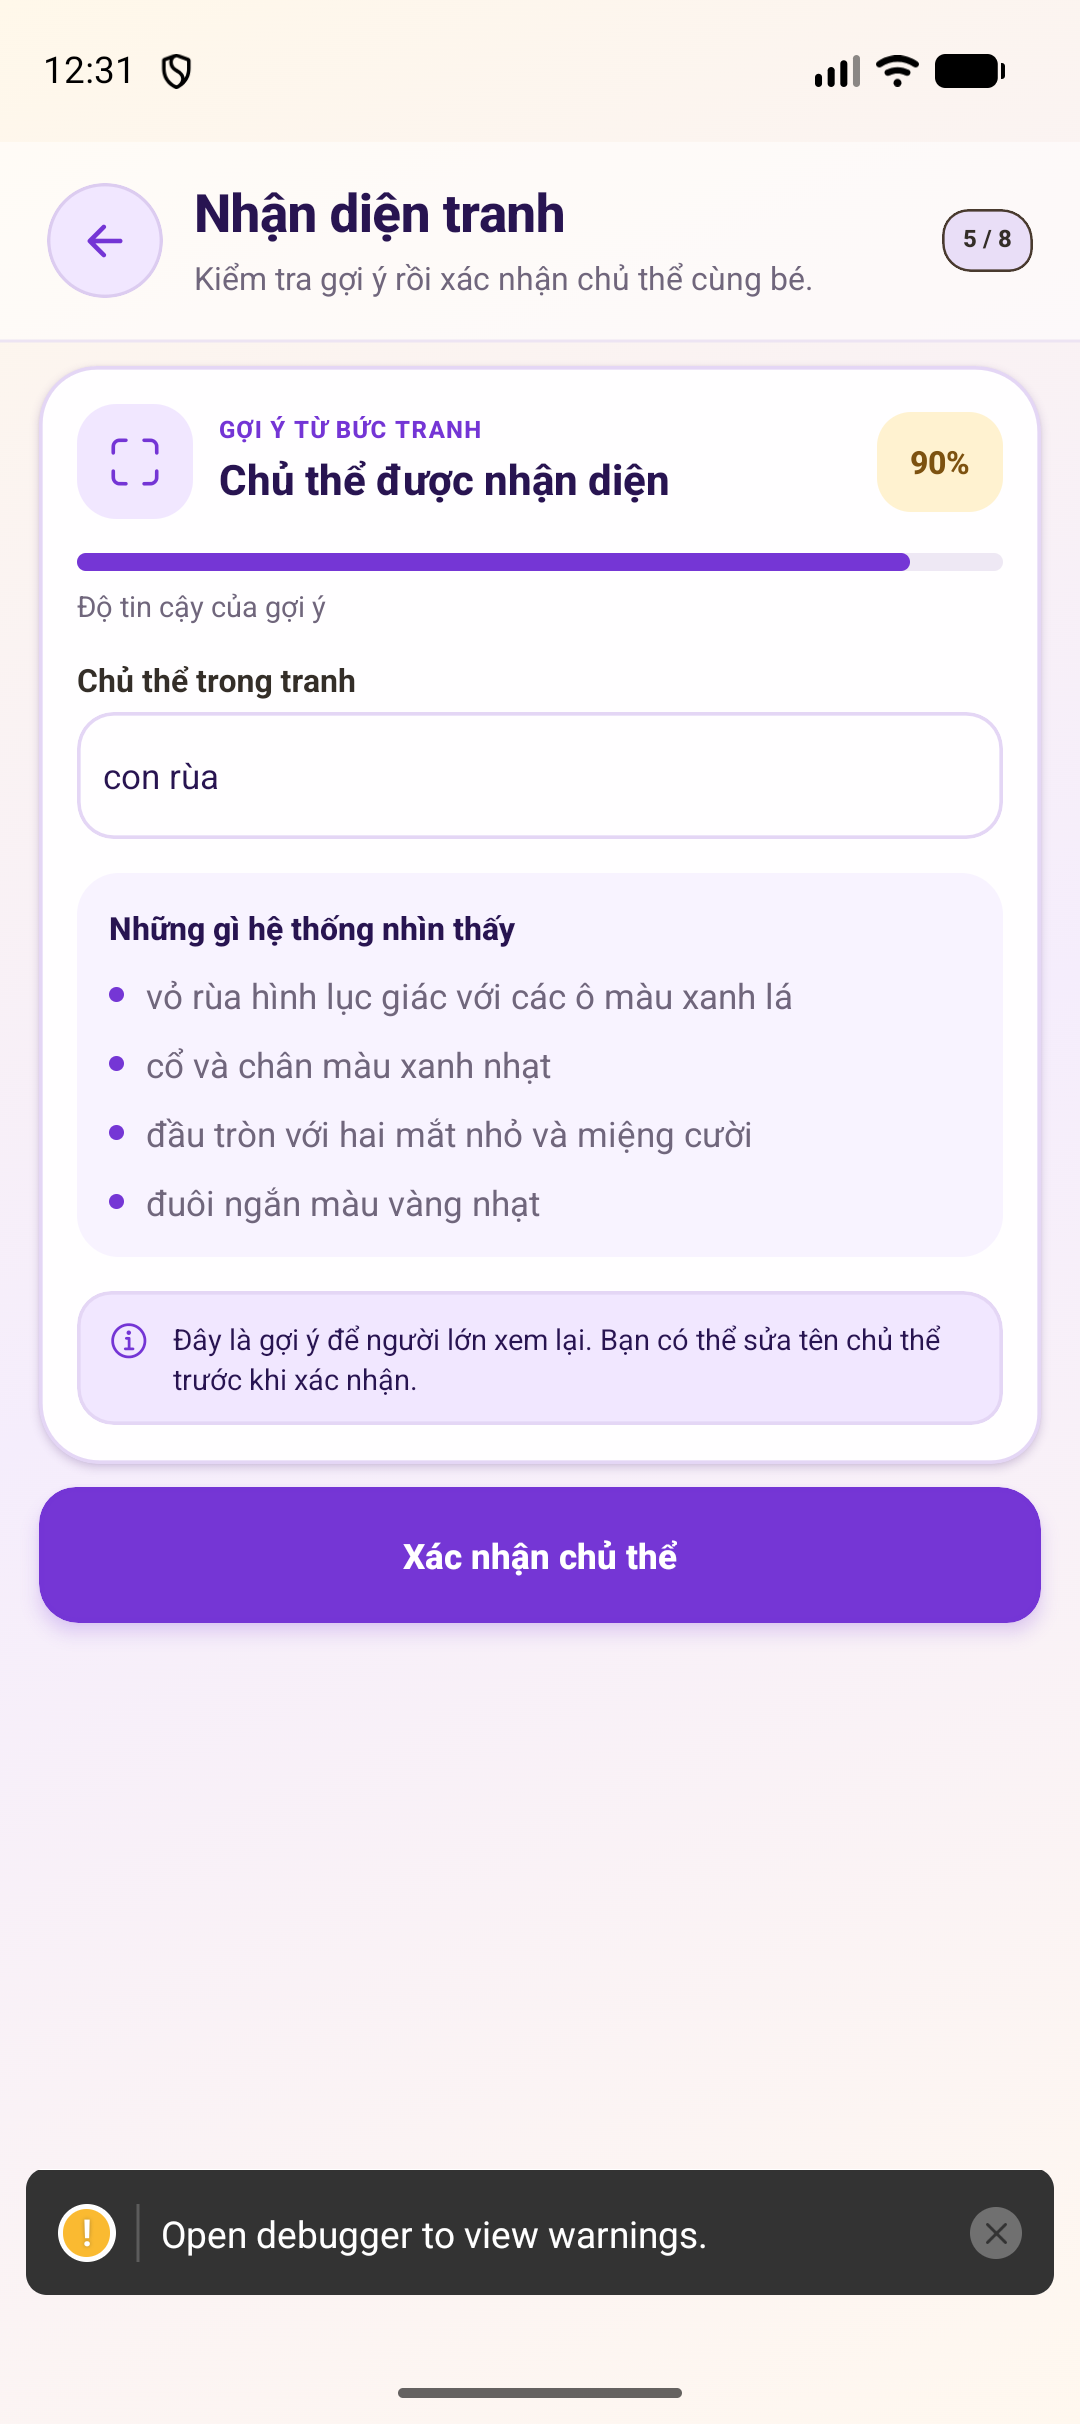 12:31
Nhận diện tranh
Kiểm tra gợi ý rồi xác nhận chủ thể cùng bé.
5 / 8
GỢI Ý TỪ BỨC TRANH
Chủ thể được nhận diện
90%
Độ tin cậy của gợi ý
Chủ thể trong tranh
con rùa
Những gì hệ thống nhìn thấy
vỏ rùa hình lục giác với các ô màu xanh lá
cổ và chân màu xanh nhạt
đầu tròn với hai mắt nhỏ và miệng cười
đuôi ngắn màu vàng nhạt
Đây là gợi ý để người lớn xem lại. Bạn có thể sửa tên chủ thể
trước khi xác nhận.
Xác nhận chủ thể
Open debugger to view warnings.